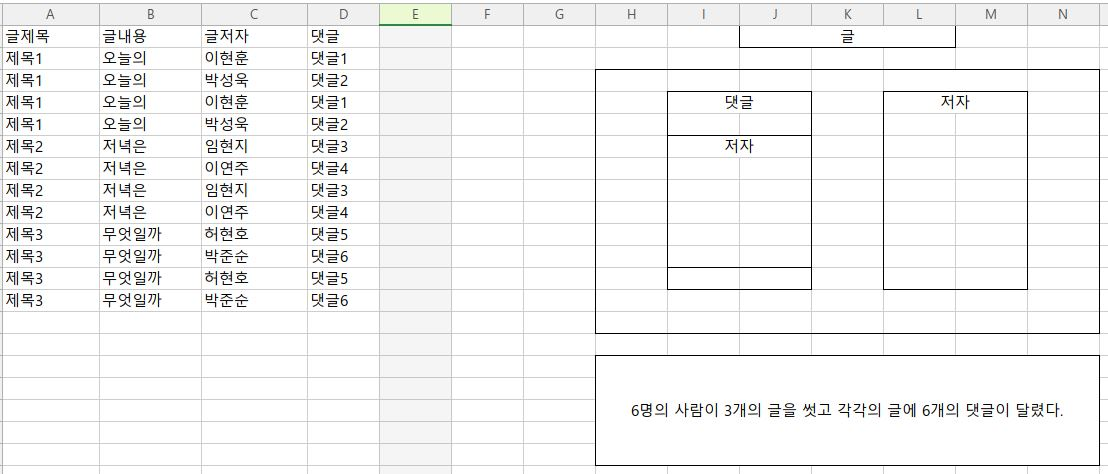 A B C D E F G H I J K L M N
글제목 글내용 글저자 댓글 글
제목1 오늘의 이현훈 댓글1
제목1 오늘의 박성욱 댓글2
제목1 오늘의 이현훈 댓글1 댓글 저자
제목1 오늘의 박성욱 댓글2
제목2 저녁은 임현지 댓글3 저자
제목2 저녁은 이연주 댓글4
제목2 저녁은 임현지 댓글3
제목2 저녁은 이연주 댓글4
제목3 무엇일까 허현호 댓글5
제목3 무엇일까 박준순 댓글6
제목3 무엇일까 허현호 댓글5
제목3 무엇일까 박준순 댓글6
6명의 사람이 3개의 글을 썻고 각각의 글에 6개의 댓글이 달렸다.